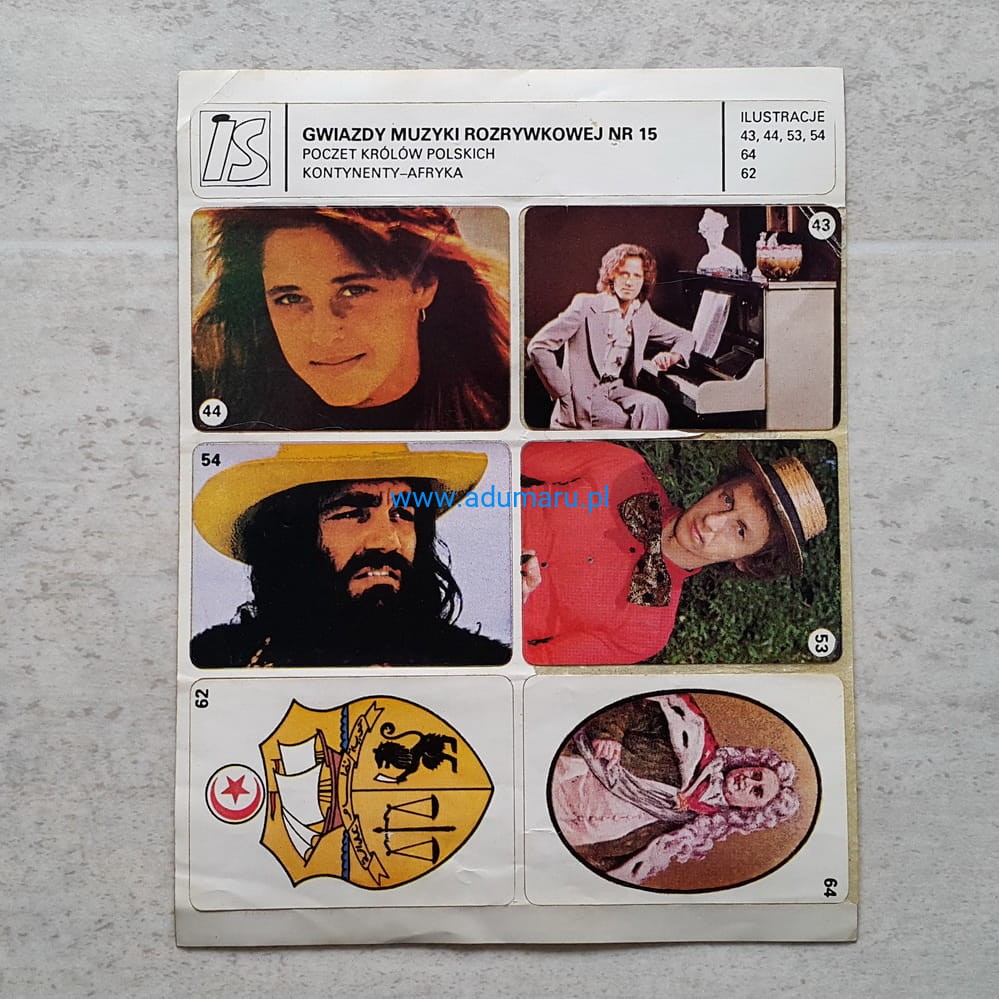 IS
GWIAZDY MUZYKI ROZRYWKOWEJ NR 15
POCZET KRÓLÓW POLSKICH
KONTYNENTY–AFRYKA
ILUSTRACJE
43, 44, 53, 54
64
62
44
43
54
53
www.adumaru.pl
62
64